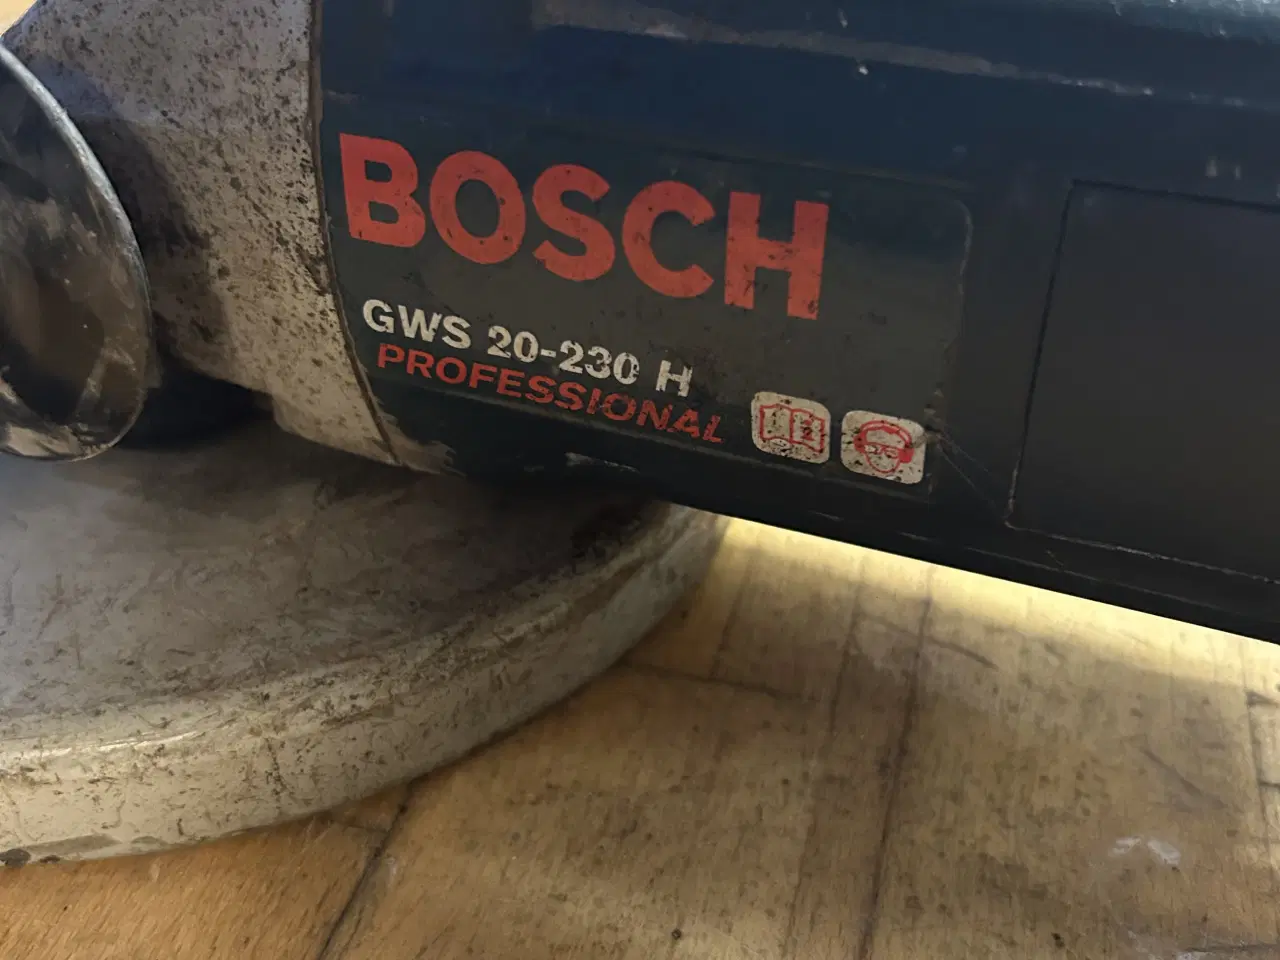 BOSCH
GWS 20-230 H
PROFESSIONAL